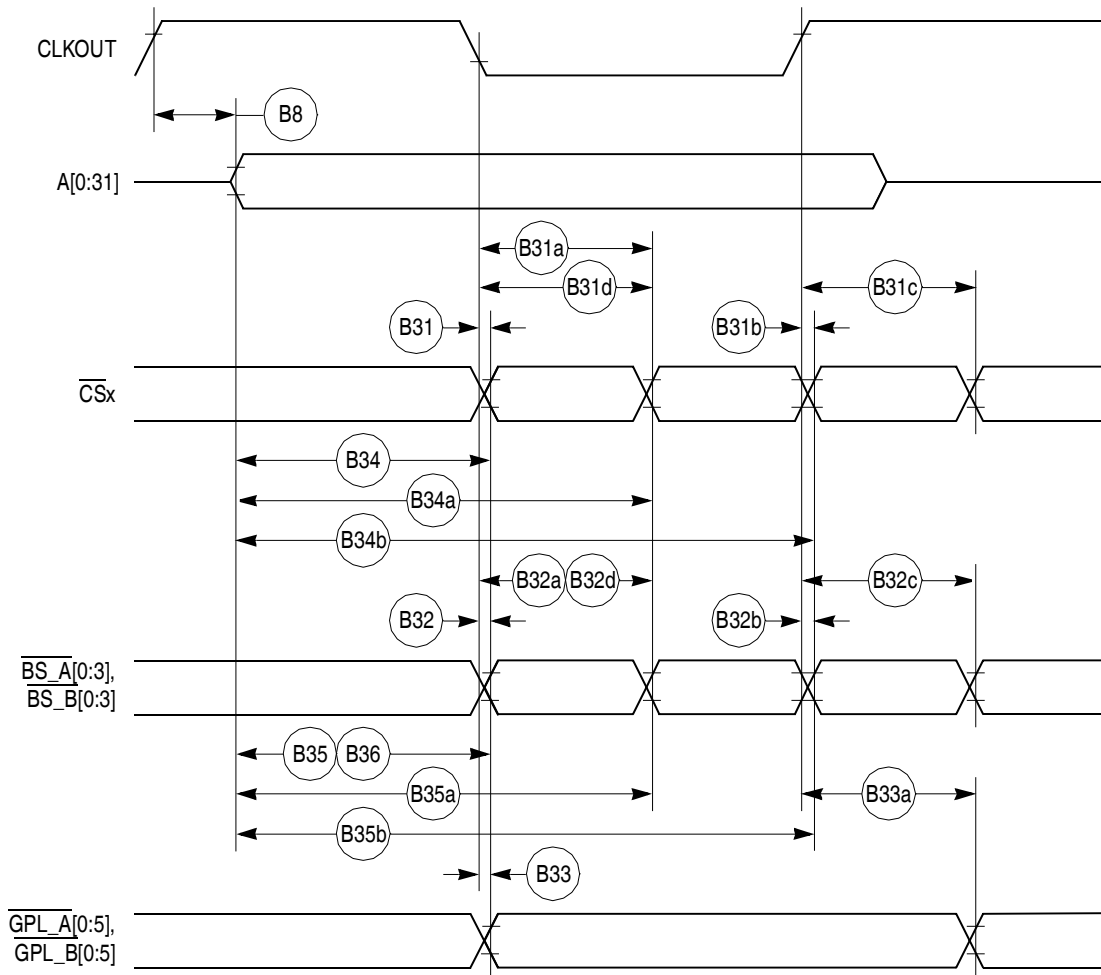 CLKOUT
B8
A[0:31]
B31a
B31d
B31c
B31
B31b
CSx
B34
B34a
B34b
B32a B32d
B32c
B32
B32b
BS_A[0:3],
BS_B[0:3]
B35 B36
B35a
B33a
B35b
B33
GPL_A[0:5],
GPL_B[0:5]